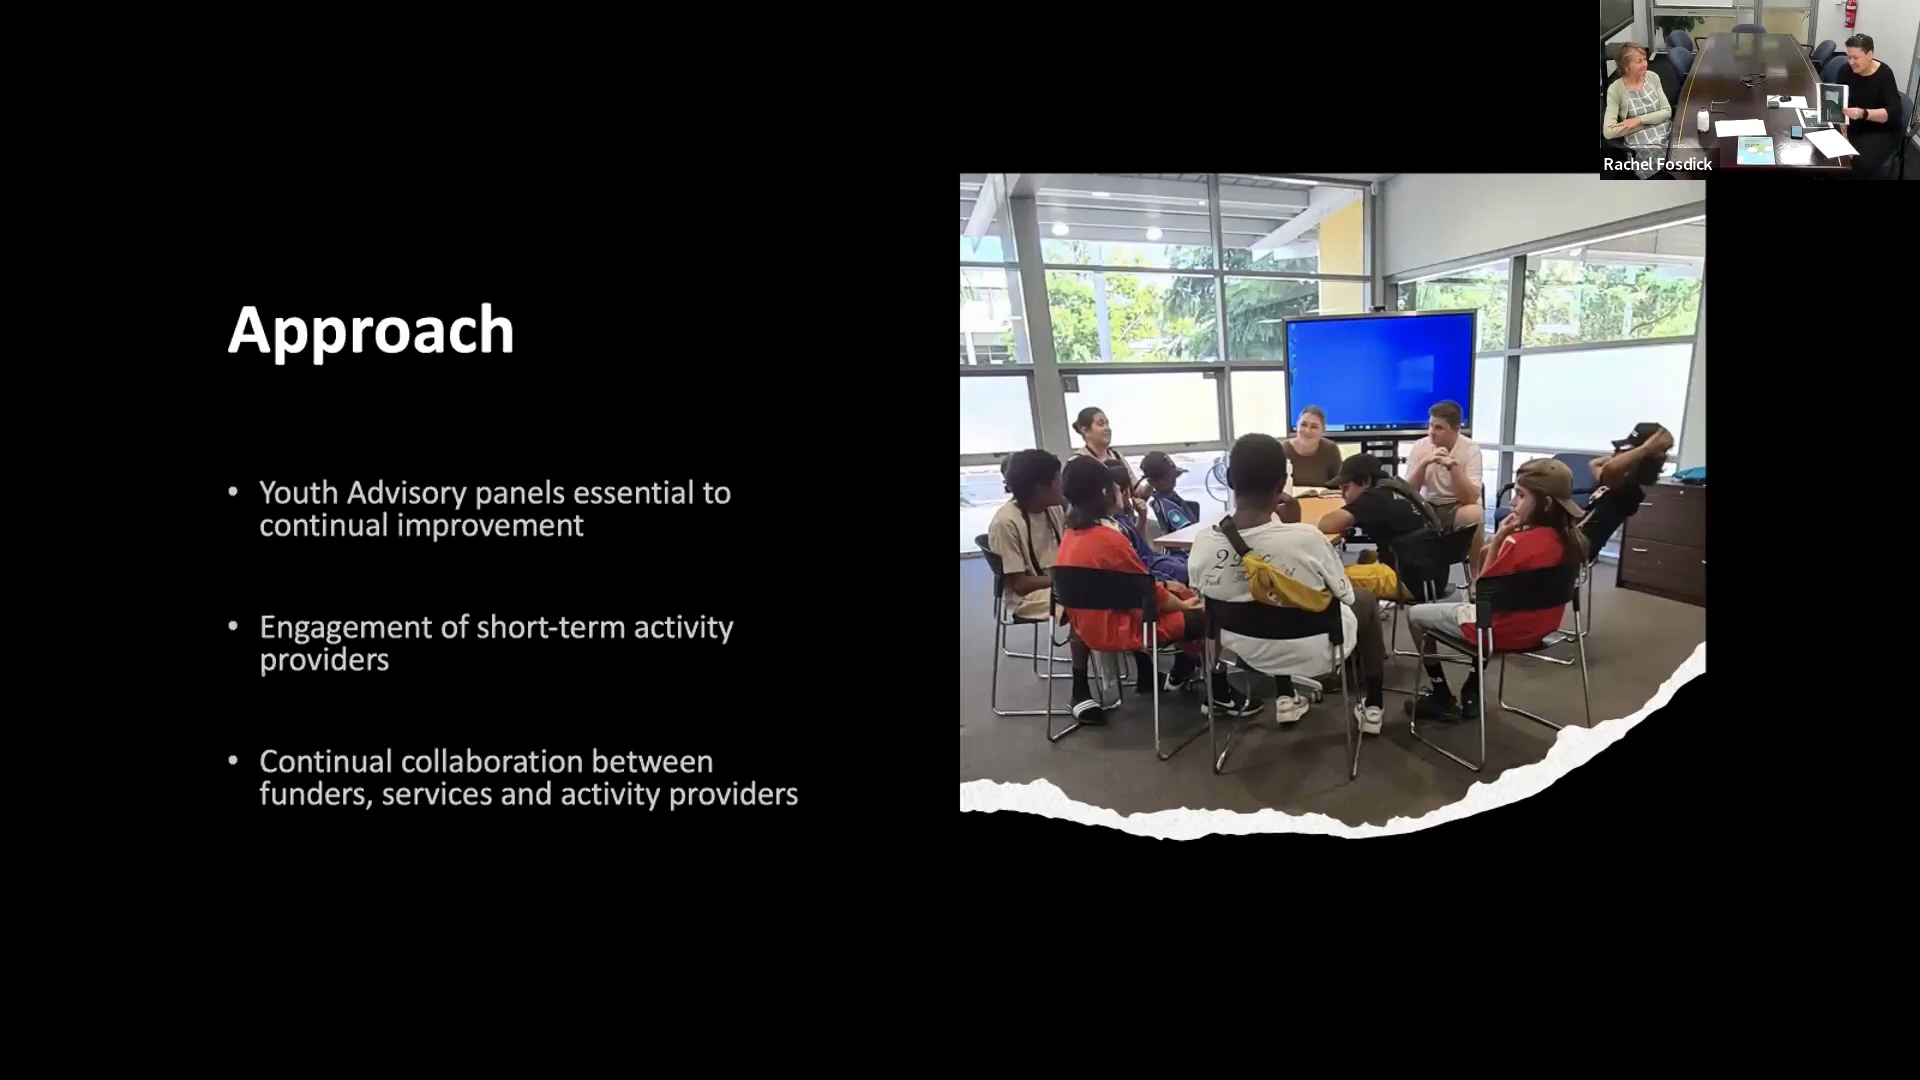 Rachel Fosdick
Approach
• Youth Advisory panels essential to
continual improvement
• Engagement of short-term activity
providers
• Continual collaboration between
funders, services and activity providers